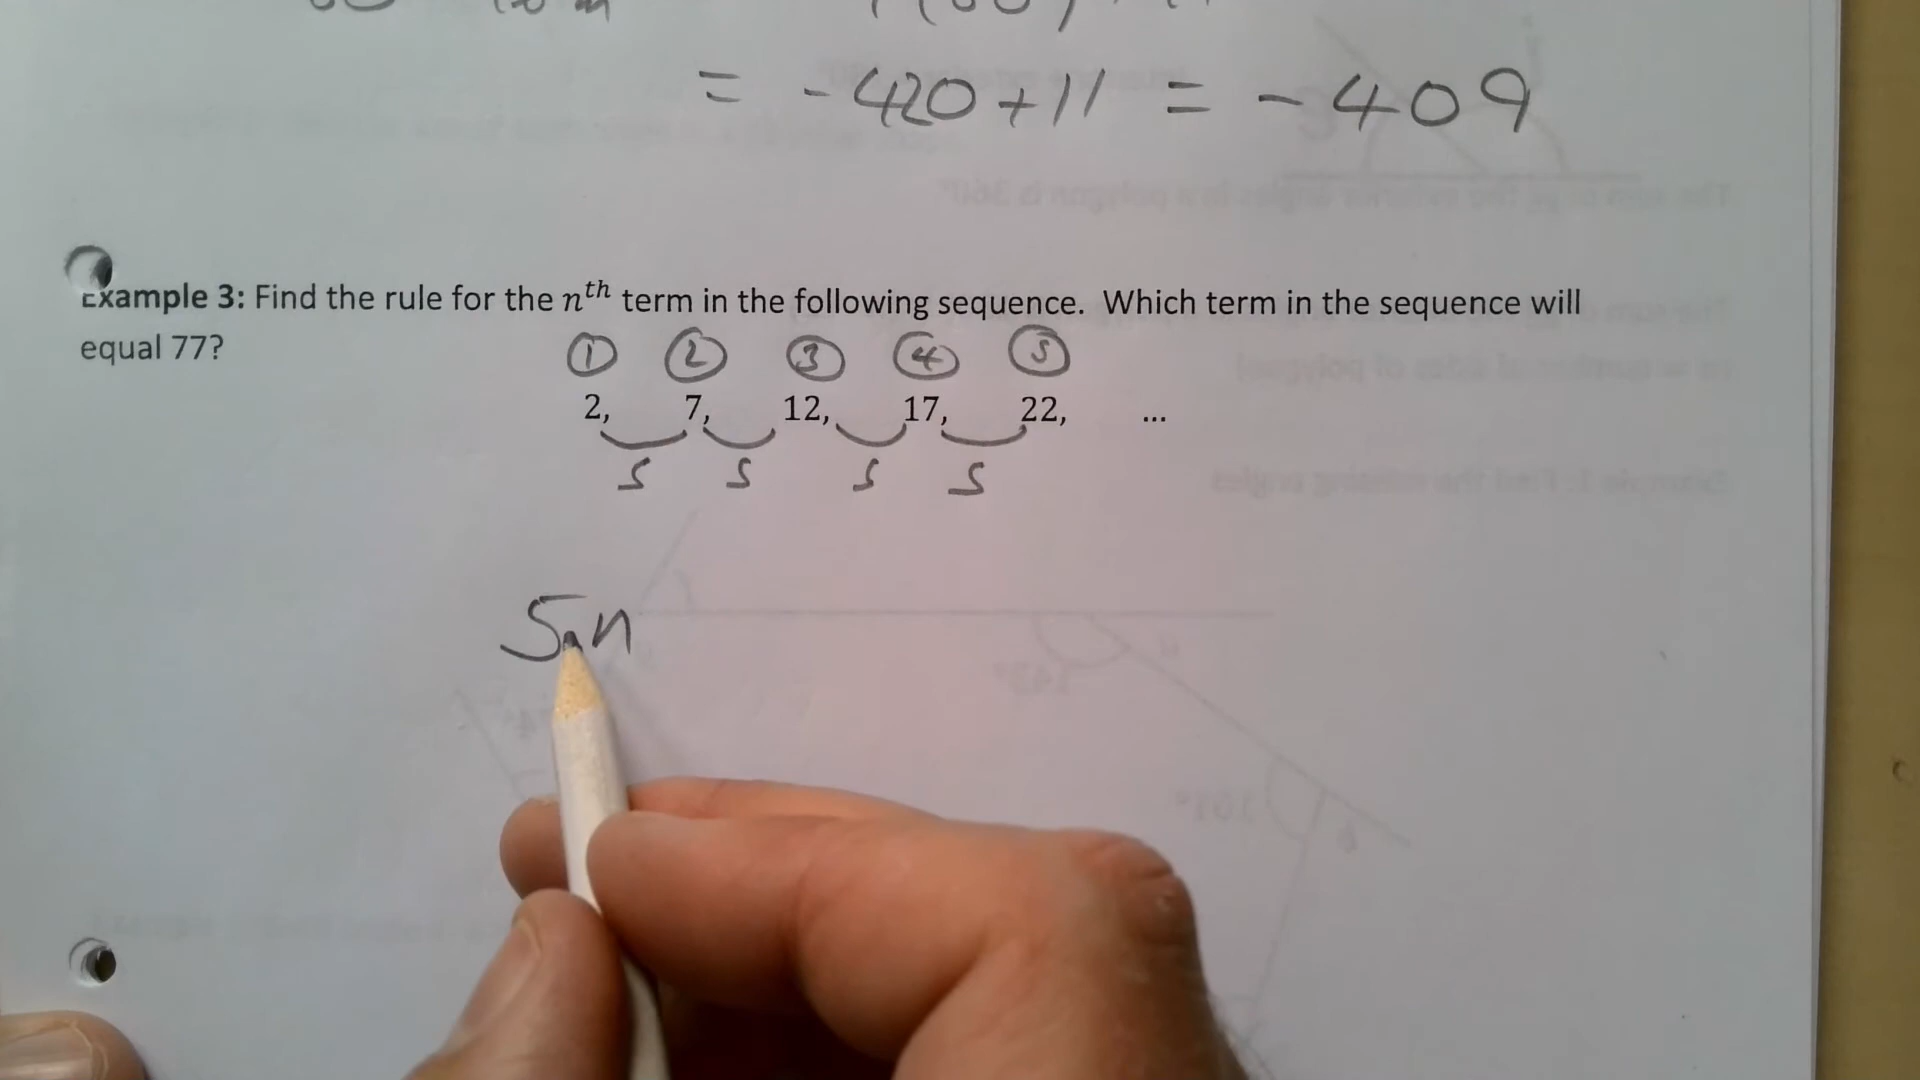 = -420 + 11 = -409
Example 3: Find the rule for the nth term in the following sequence. Which term in the sequence will
equal 77?
1 2 3 4 5
2, 7, 12, 17, 22, ...
5 5 5 5
5n